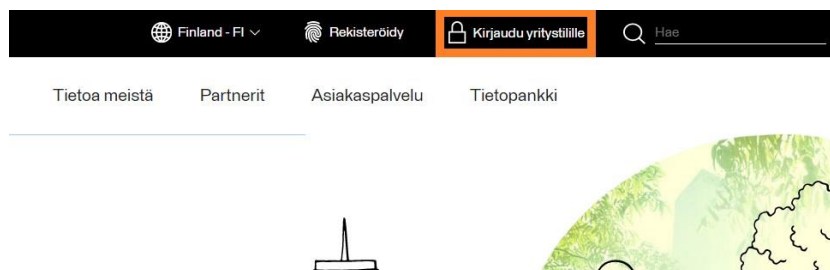 Finland - FI
Rekisteröidy
Kirjaudu yritystilille
Hae
Tietoa meistä
Partnerit
Asiakaspalvelu
Tietopankki